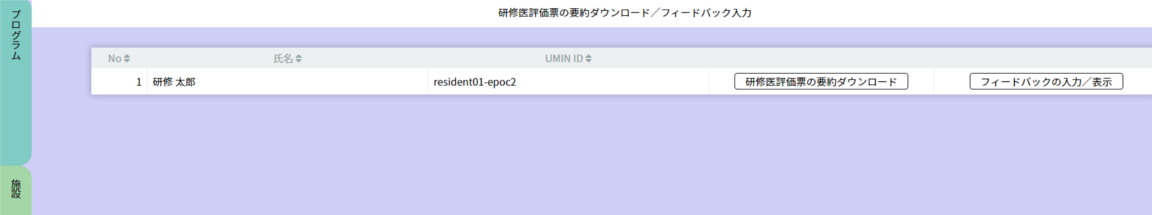 プログラム
施設
研修医評価票の要約ダウンロード／フィードバック入力
No 氏名 UMIN ID
1 研修 太郎 resident01-epoc2 研修医評価票の要約ダウンロード フィードバックの入力／表示